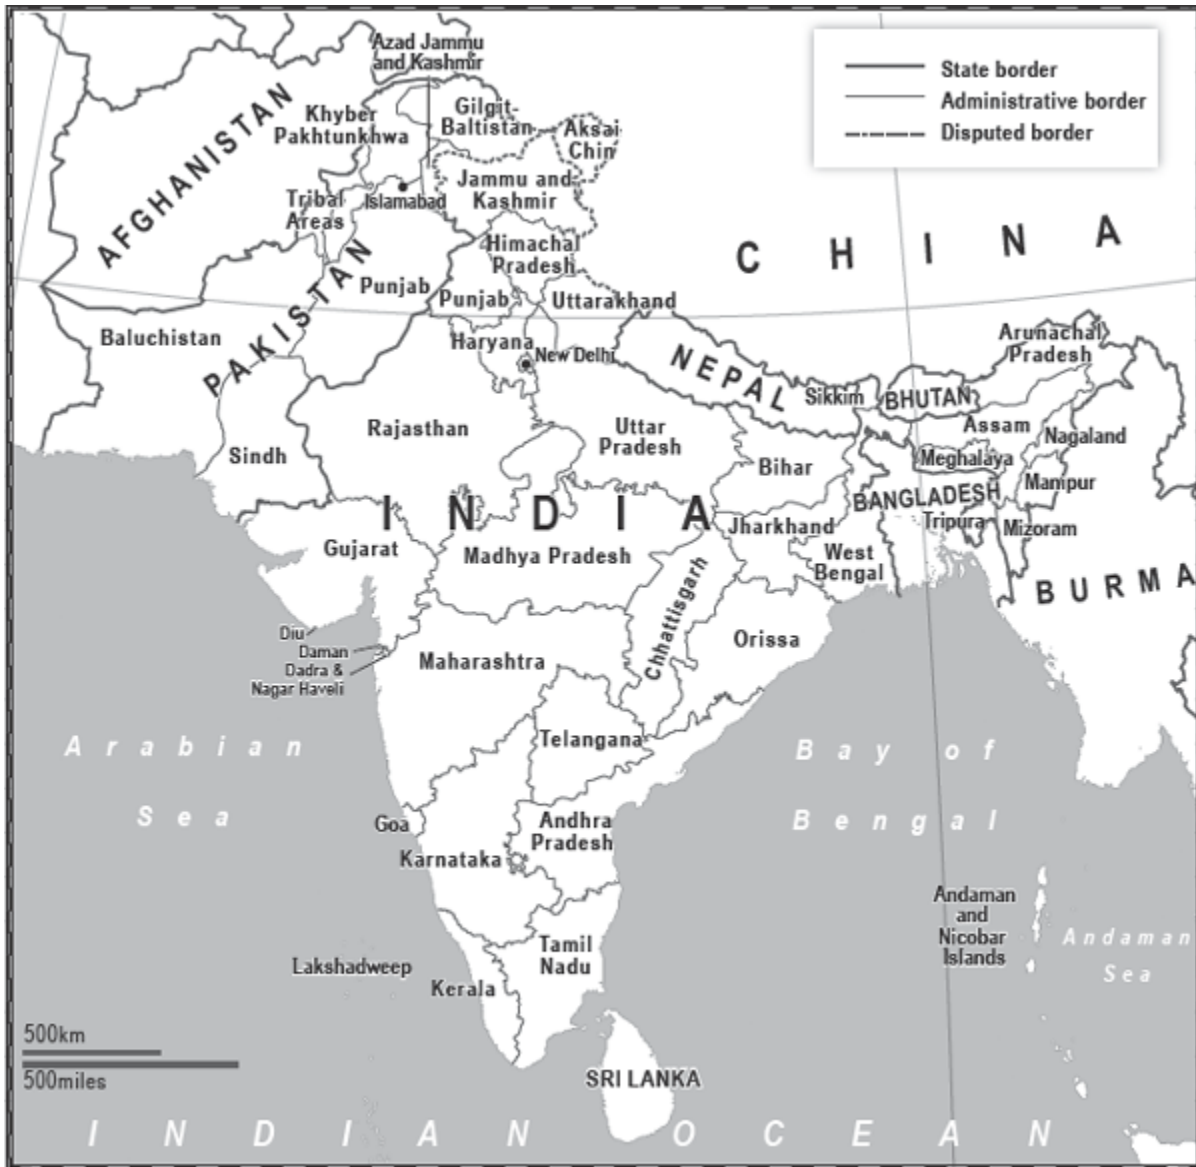 Azad Jammu
and Kashmir
State border
Administrative border
Disputed border
Khyber
Pakhtunkhwa
Gilgit-
Baltistan
Aksai
Chin
AFGHANISTAN
Tribal
Areas
Islamabad
Jammu and
Kashmir
CHINA
Himachal
Pradesh
PAKISTAN
Punjab
Punjab
Uttarakhand
Baluchistan
Haryana
New Delhi
NEPAL
Arunachal
Pradesh
Sikkim
BHUTAN
Rajasthan
Uttar
Pradesh
Assam
Nagaland
Sindh
Bihar
Meghalaya
Manipur
INDIA
BANGLADESH
Jharkhand
Tripura
Mizoram
Gujarat
Madhya Pradesh
West
Bengal
BURMA
Chhattisgarh
Diu
Daman
Dadra &
Nagar Haveli
Maharashtra
Orissa
Arabian
Sea
Telangana
Bay of
Bengal
Goa
Andhra
Pradesh
Karnataka
Andaman
and
Nicobar
Islands
Andaman
Sea
Lakshadweep
Kerala
Tamil
Nadu
500km
500miles
SRI LANKA
INDIAN OCEAN